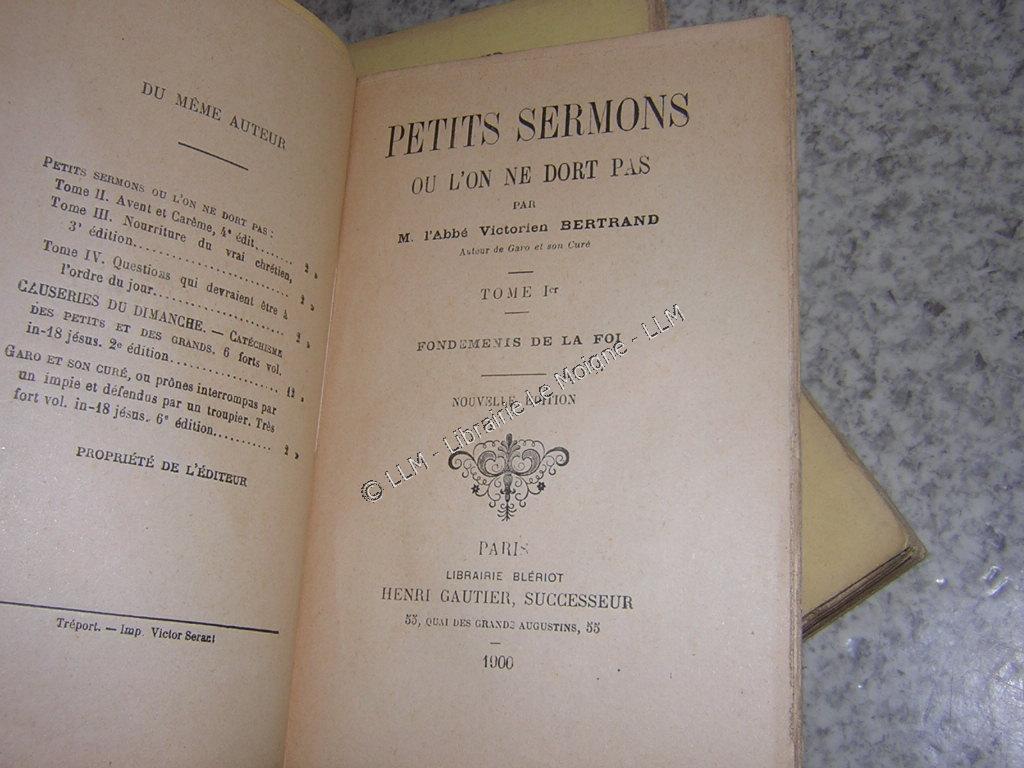 DU MÊME AUTEUR
PETITS SERMONS OU L'ON NE DORT PAS :
Tome II. Avent et Carême, 4e édit........ 2 »
Tome III. Nourriture du vrai chrétien,
3e édition.................... 2 »
Tome IV. Questions qui devraient être à
l'ordre du jour................. 2 »
CAUSERIES DU DIMANCHE. — CATÉCHISME
DES PETITS ET DES GRANDS. 6 forts vol.
in-18 jésus. 2e édition............... 12 »
GARO ET SON CURÉ, ou prônes interrompus par
un impie et défendus par un troupier. Très
fort vol. in-18 jésus. 6e édition.......... 2 »
PROPRIÉTÉ DE L'ÉDITEUR
Tréport. — Imp. Victor Serant
PETITS SERMONS
OU L'ON NE DORT PAS
PAR
M. l'Abbé Victorien BERTRAND
Auteur de Garo et son Curé
TOME Ier
FONDEMENTS DE LA FOI
NOUVELLE ÉDITION
PARIS
LIBRAIRIE BLÉRIOT
HENRI GAUTIER, SUCCESSEUR
55, QUAI DES GRANDS AUGUSTINS, 55
1900
© LLM - Librairie Le Moigne - LLM